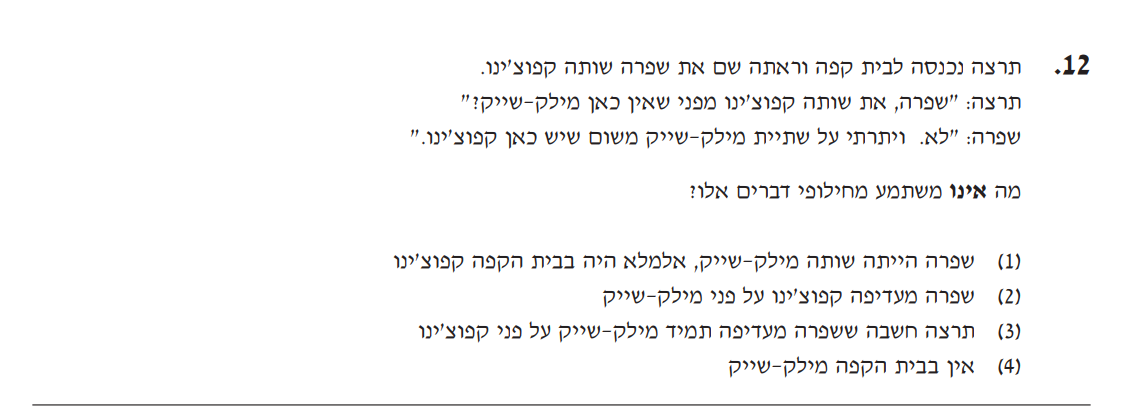 12. תרצה נכנסה לבית קפה וראתה שם את שפרה שותה קפוצ'ינו.
תרצה: "שפרה, את שותה קפוצ'ינו מפני שאין כאן מילק-שייק?"
שפרה: "לא. ויתרתי על שתיית מילק-שייק משום שיש כאן קפוצ'ינו."
מה אינו משתמע מחילופי דברים אלו?
(1) שפרה הייתה שותה מילק-שייק, אלמלא היה בבית הקפה קפוצ'ינו
(2) שפרה מעדיפה קפוצ'ינו על פני מילק-שייק
(3) תרצה חשבה ששפרה מעדיפה תמיד מילק-שייק על פני קפוצ'ינו
(4) אין בבית הקפה מילק-שייק